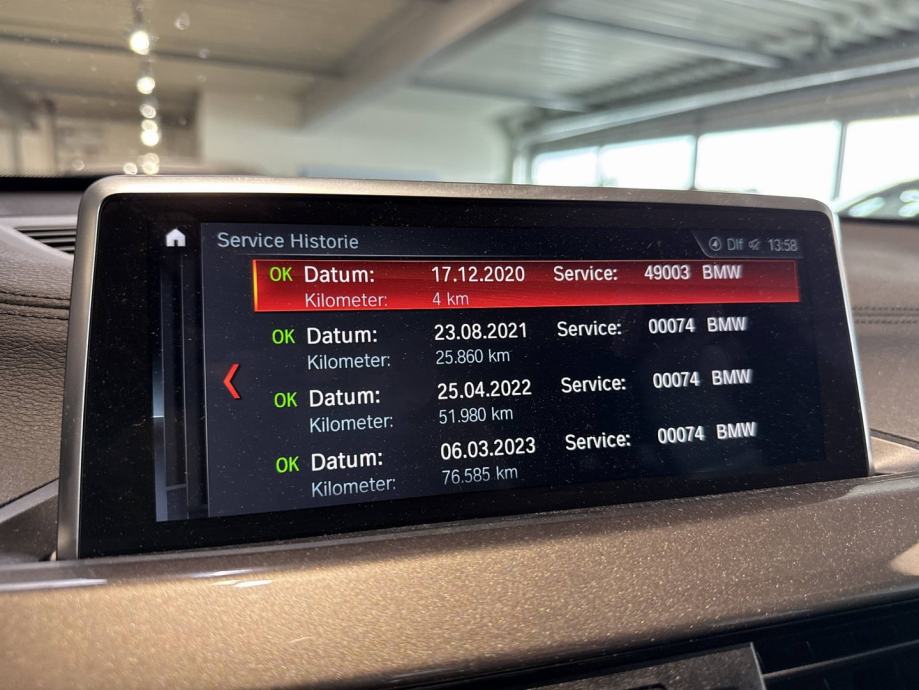 Service Historie Dlf 13:58
OK Datum: 17.12.2020 Service: 49003 BMW
Kilometer: 4 km
OK Datum: 23.08.2021 Service: 00074 BMW
Kilometer: 25.860 km
OK Datum: 25.04.2022 Service: 00074 BMW
Kilometer: 51.980 km
OK Datum: 06.03.2023 Service: 00074 BMW
Kilometer: 76.585 km